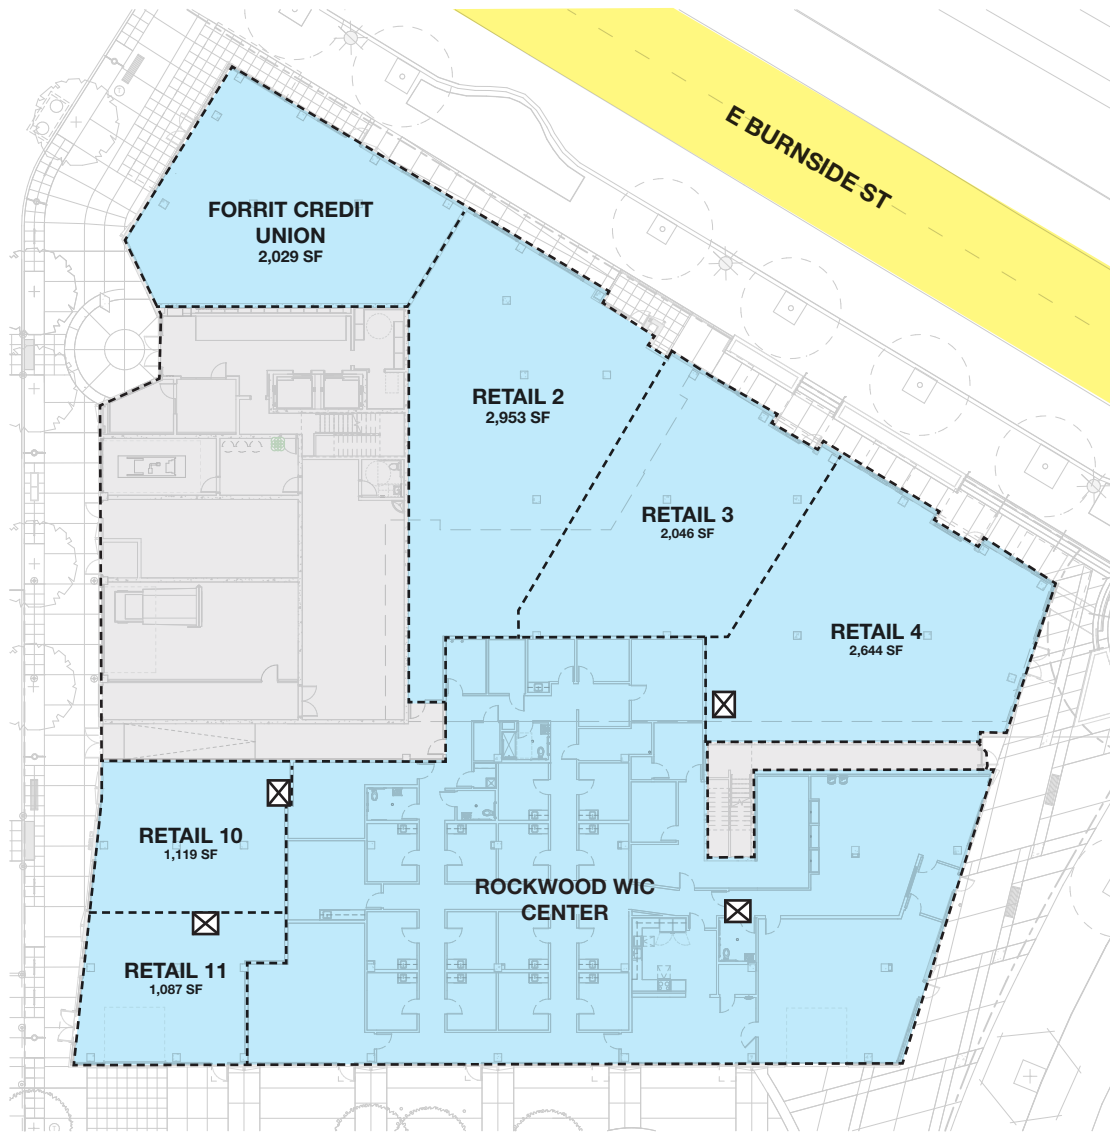 E BURNSIDE ST
FORRIT CREDIT
UNION
2,029 SF
RETAIL 2
2,953 SF
RETAIL 3
2,046 SF
RETAIL 4
2,644 SF
RETAIL 10
1,119 SF
ROCKWOOD WIC
CENTER
RETAIL 11
1,087 SF